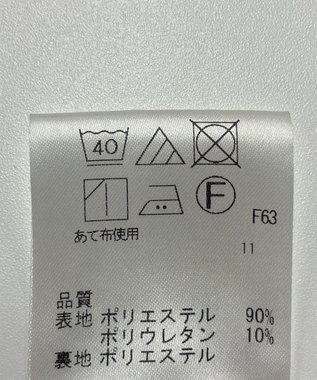 40
F
F63
あて布使用
11
品質
表地 ポリエステル 90%
ポリウレタン 10%
裏地 ポリエステル